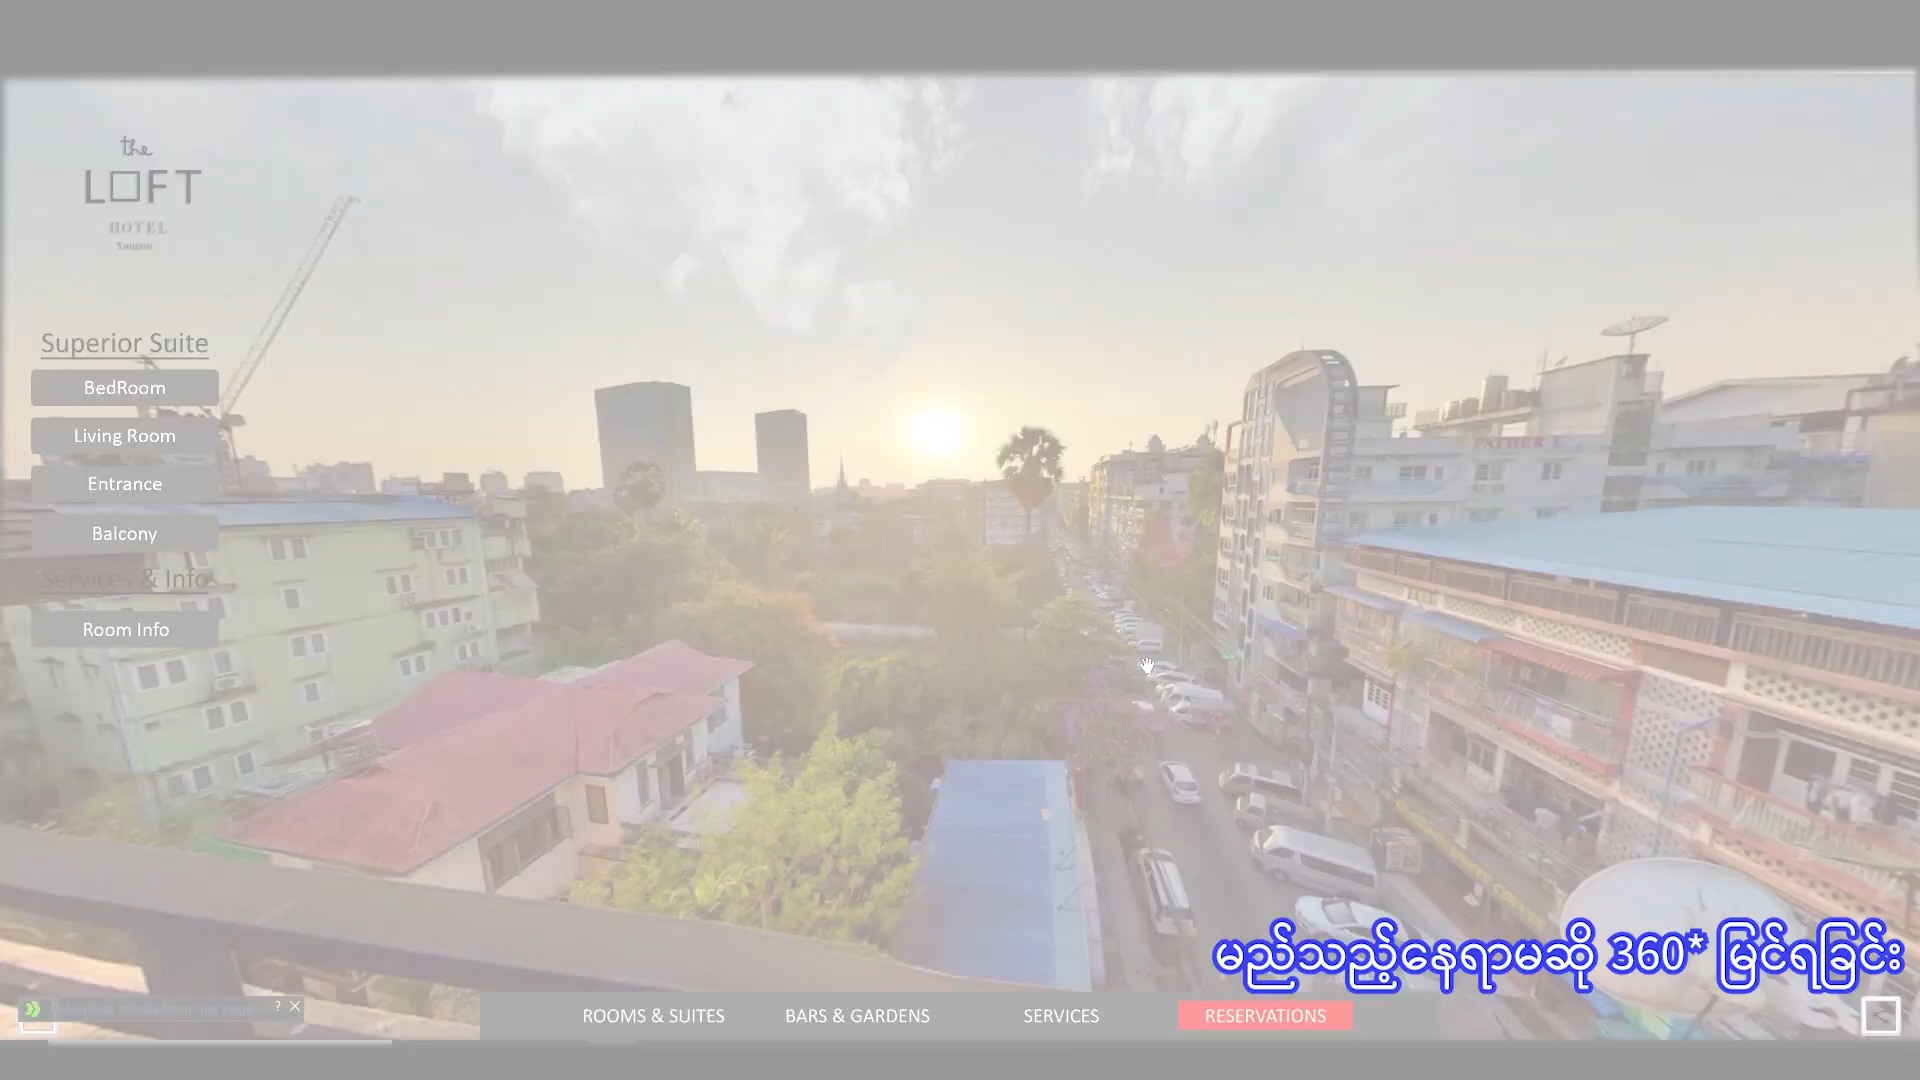 the
LOFT
HOTEL
Yangon
Superior Suite
BedRoom
Living Room
Entrance
Balcony
Services & Info
Room Info
မည်သည့်နေရာမဆို 360* မြင်ရခြင်း
? ×
ROOMS & SUITES
BARS & GARDENS
SERVICES
RESERVATIONS